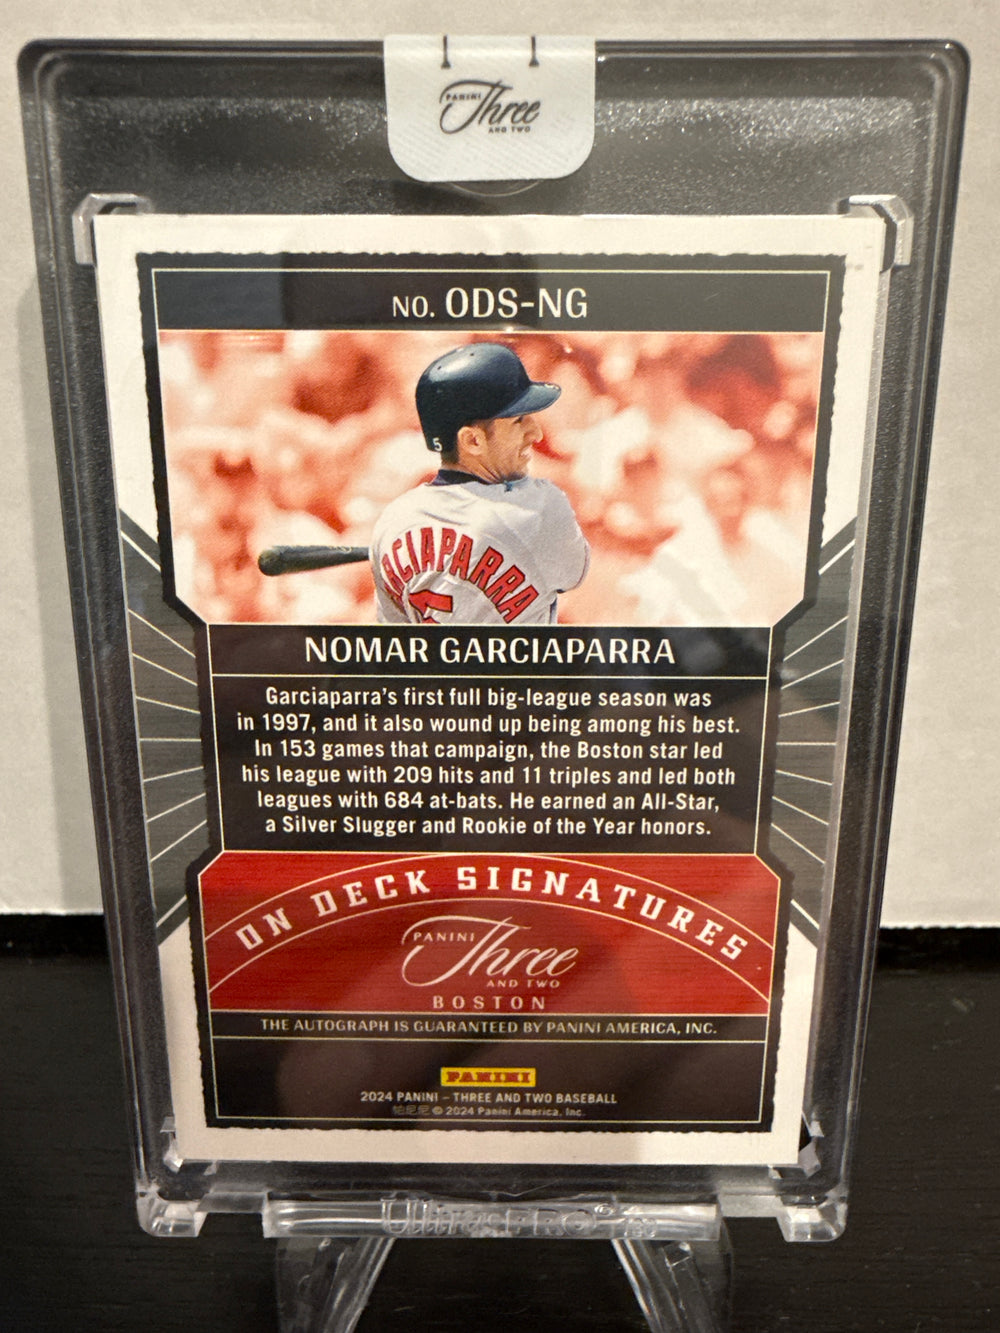 PANINI
Three
AND TWO
NO. ODS-NG
5
RCIAPARRA
NOMAR GARCIAPARRA
Garciaparra's first full big-league season was
in 1997, and it also wound up being among his best.
In 153 games that campaign, the Boston star led
his league with 209 hits and 11 triples and led both
leagues with 684 at-bats. He earned an All-Star,
a Silver Slugger and Rookie of the Year honors.
ON DECK SIGNATURES
PANINI
Three
AND TWO
BOSTON
THE AUTOGRAPH IS GUARANTEED BY PANINI AMERICA, INC.
PANINI
2024 PANINI – THREE AND TWO BASEBALL
帕尼尼 © 2024 Panini America, Inc.
Ultra PRO